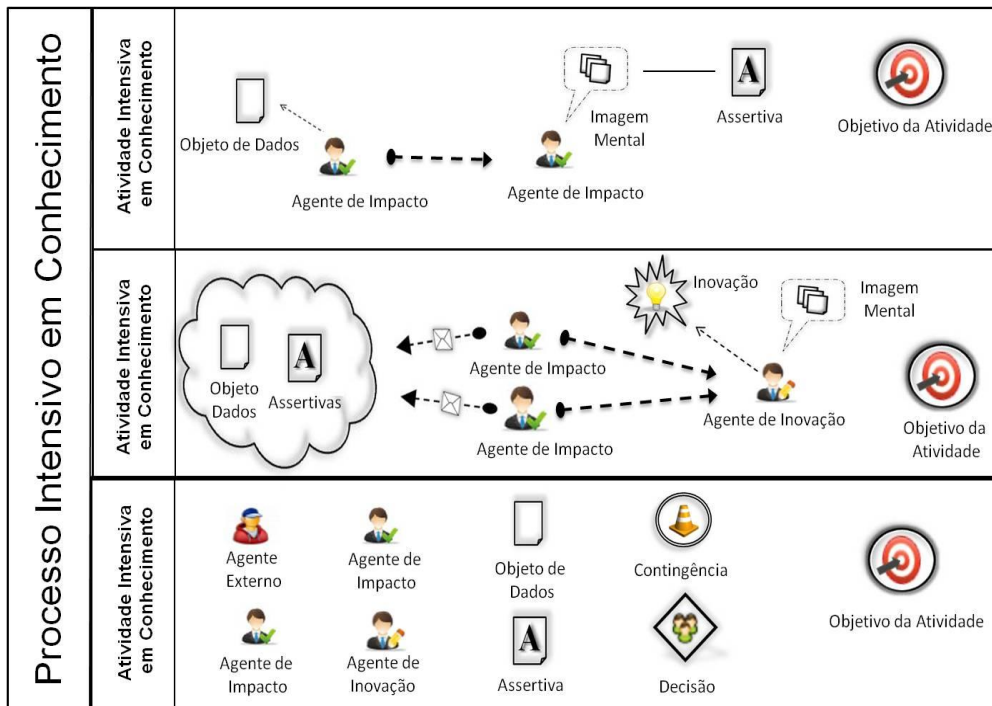 Processo Intensivo em Conhecimento
Atividade Intensiva
em Conhecimento
Objeto de Dados
Agente de Impacto
Agente de Impacto
Imagem
Mental
A
Assertiva
Objetivo da Atividade
Atividade Intensiva
em Conhecimento
Objeto
Dados
A
Assertivas
Agente de Impacto
Agente de Impacto
Inovação
Imagem
Mental
Agente de Inovação
Objetivo da
Atividade
Atividade Intensiva
em Conhecimento
Agente
Externo
Agente de
Impacto
Objeto de
Dados
Contingência
Agente de
Impacto
Agente de
Inovação
A
Assertiva
Decisão
Objetivo da Atividade